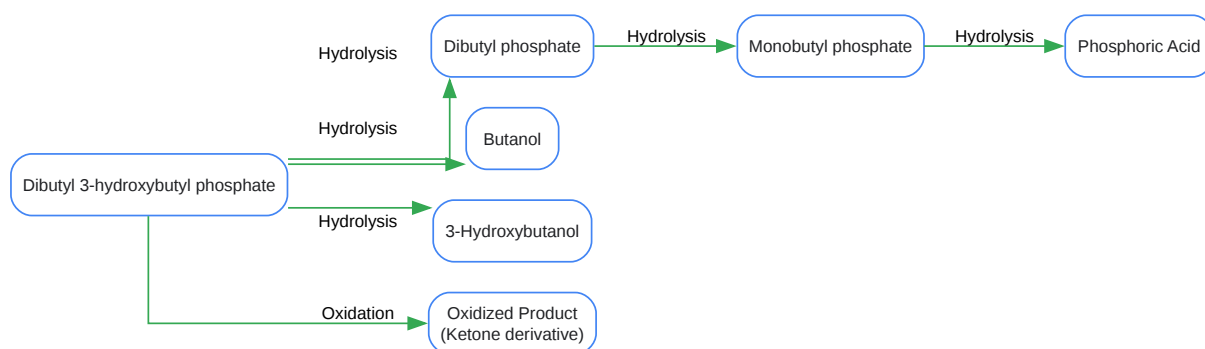 Dibutyl phosphate
Hydrolysis
Monobutyl phosphate
Hydrolysis
Phosphoric Acid
Hydrolysis
Hydrolysis
Butanol
Dibutyl 3-hydroxybutyl phosphate
Hydrolysis
3-Hydroxybutanol
Oxidation
Oxidized Product
(Ketone derivative)